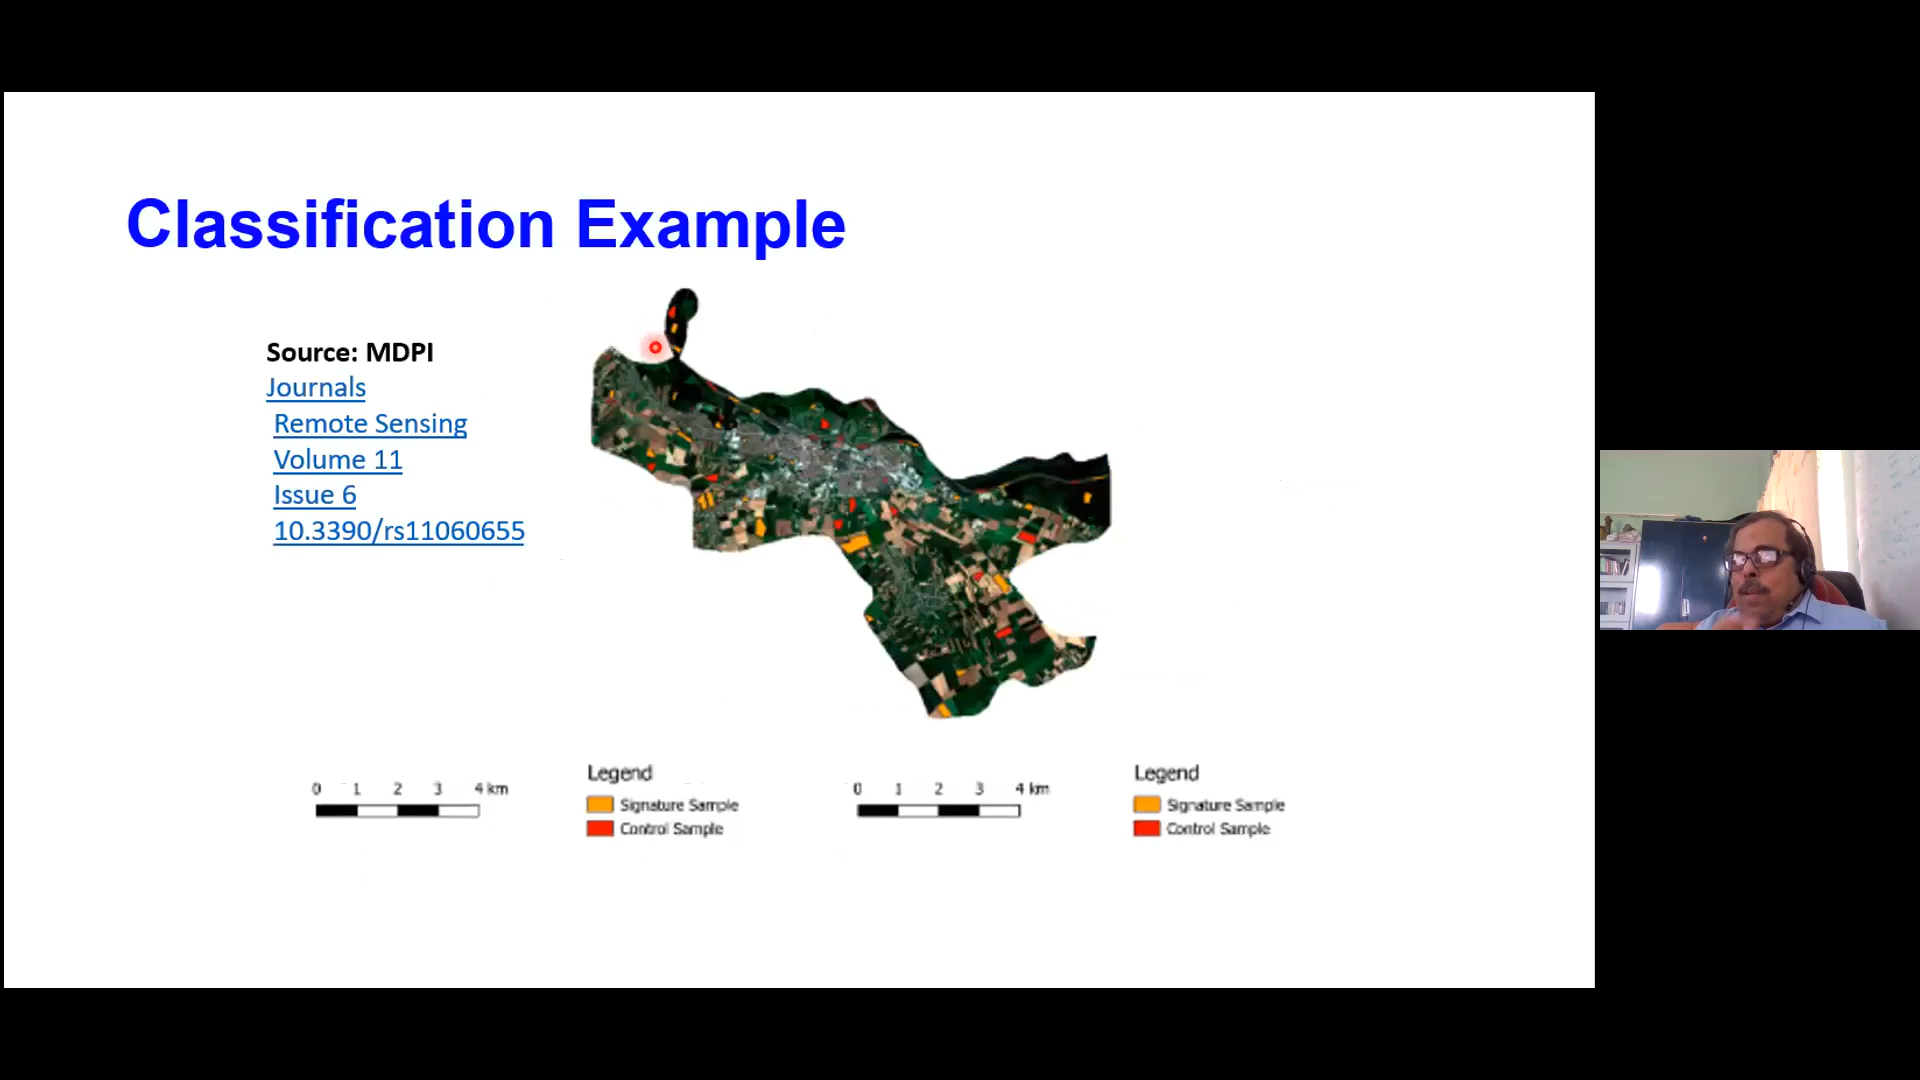 Classification Example
Source: MDPI
Journals
Remote Sensing
Volume 11
Issue 6
10.3390/rs11060655
Legend
0 1 2 3 4 km
Signature Sample
Control Sample
0 1 2 3 4 km
Legend
Signature Sample
Control Sample